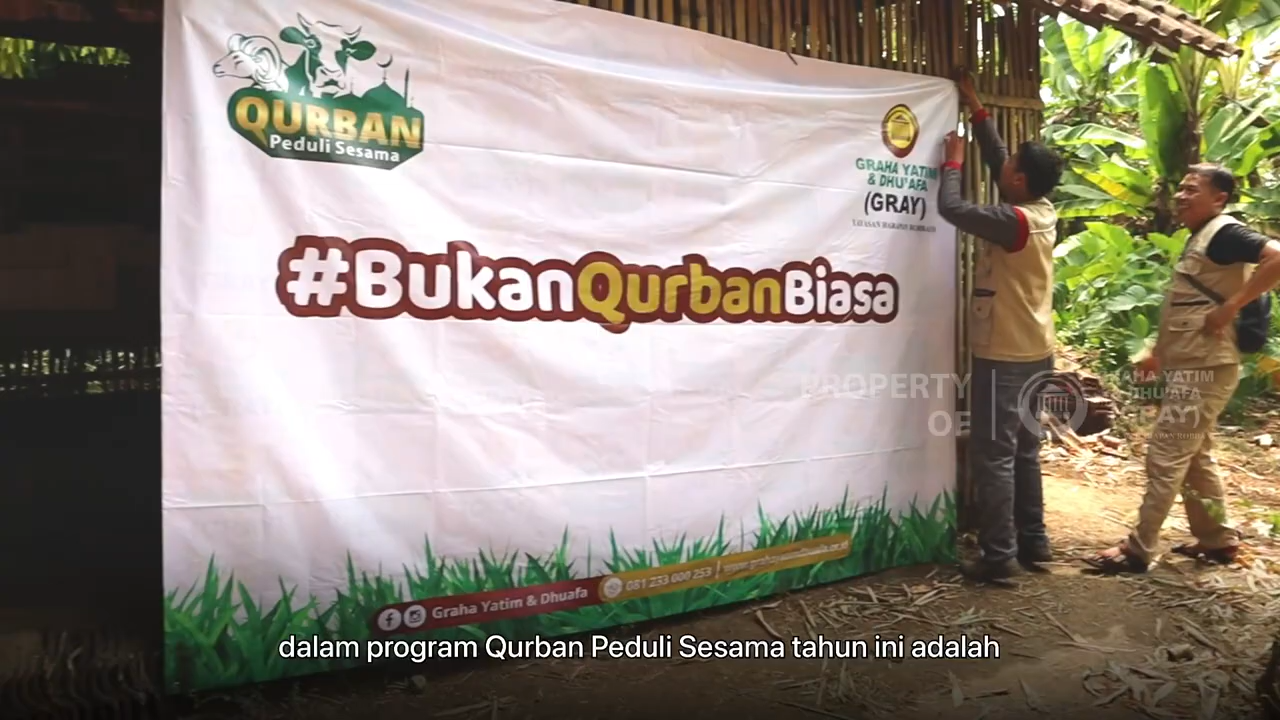 QURBAN
Peduli Sesama
GRAHA YATIM
& DHU'AFA
(GRAY)
#BukanQurbanBiasa
PROPERTY
OF
Graha Yatim & Dhuafa
081 233 000 253
dalam program Qurban Peduli Sesama tahun ini adalah